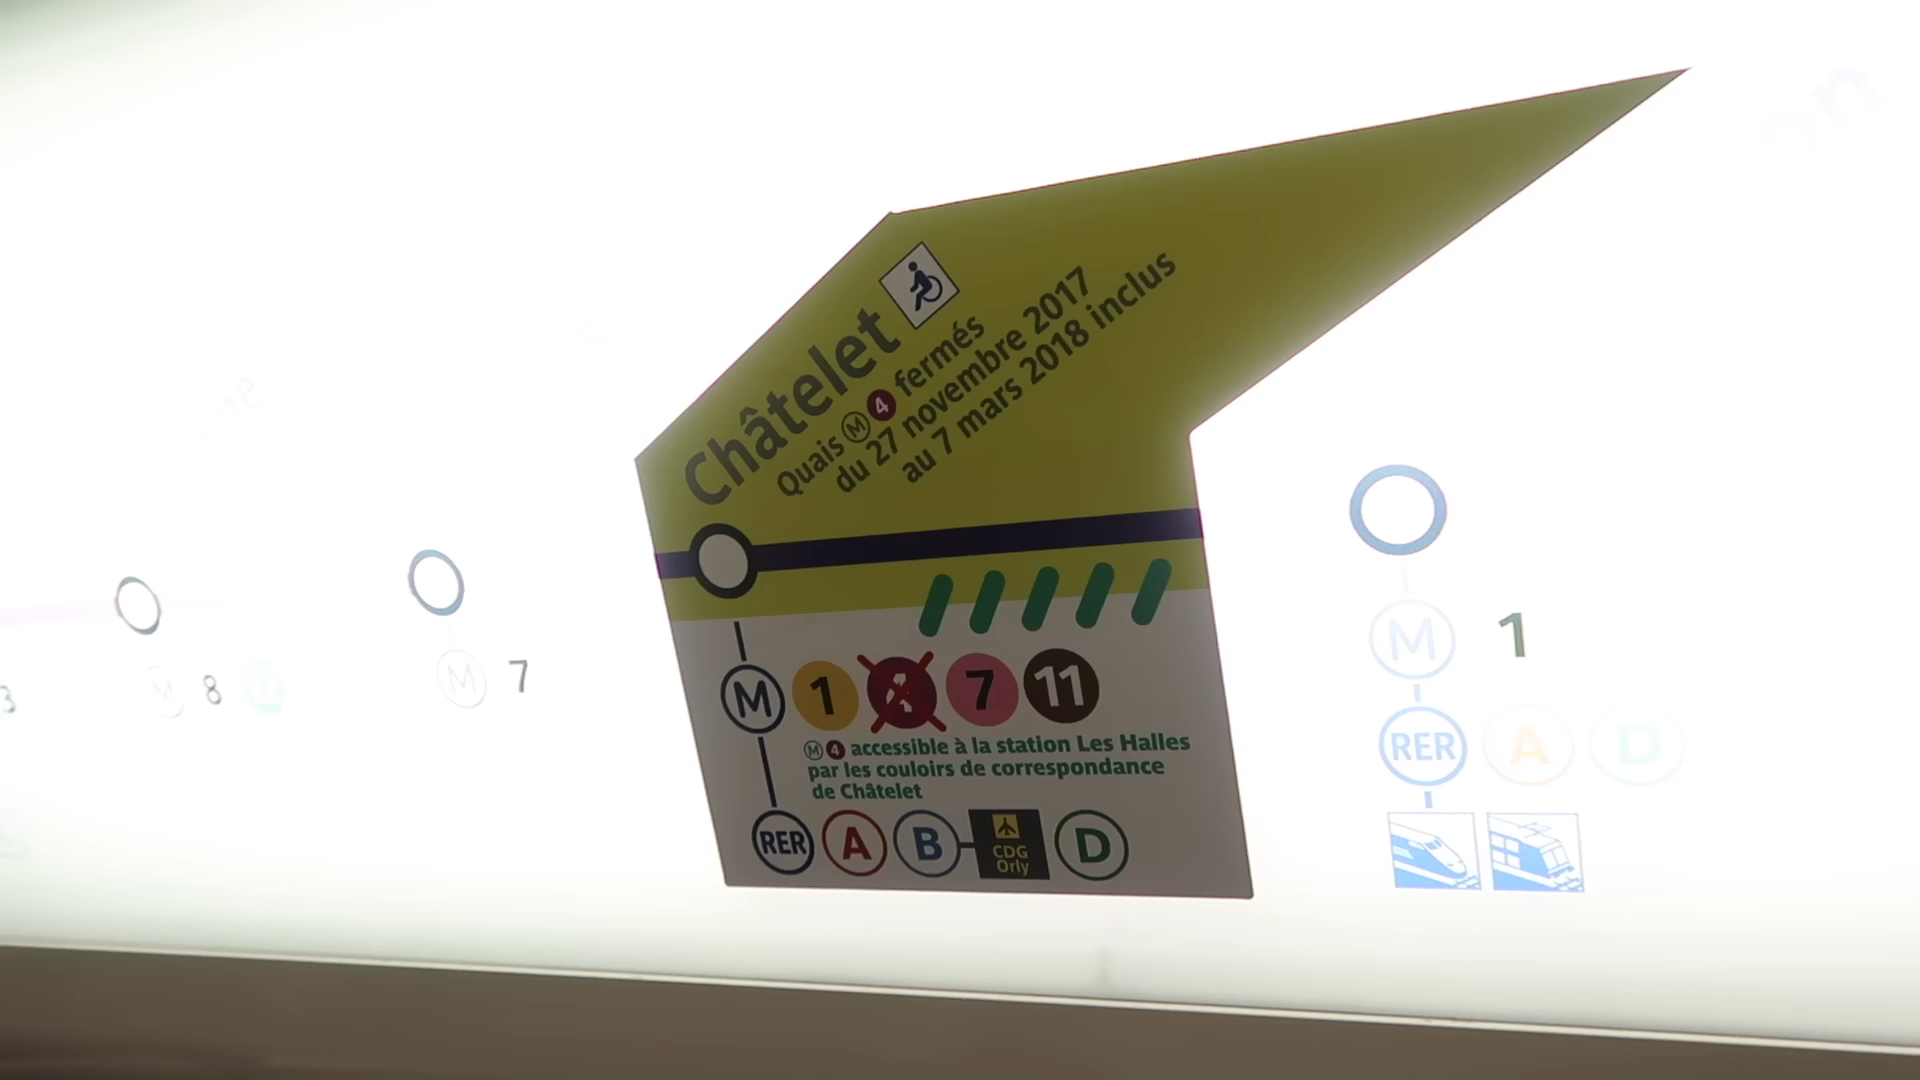 Châtelet
Quais M 4 fermés
du 27 novembre 2017
au 7 mars 2018 inclus
M 1 4 7 11
M 4 accessible à la station Les Halles
par les couloirs de correspondance
de Châtelet
RER A B CDG Orly D
3
M 8
M 7
M 1
RER A D